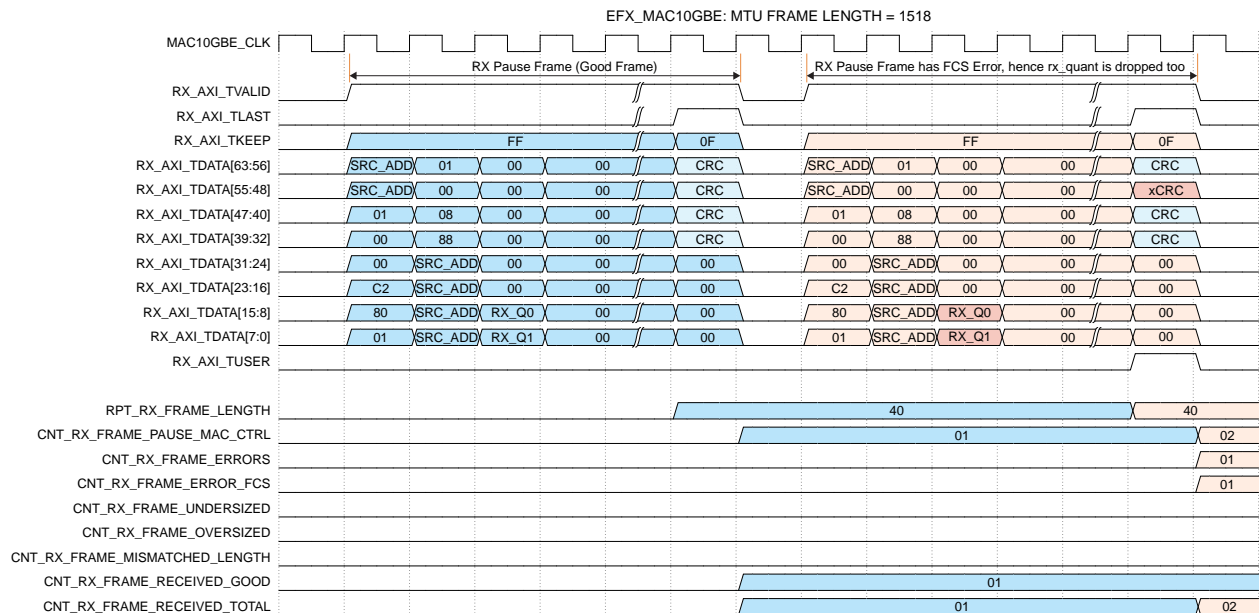 EFX_MAC10GBE: MTU FRAME LENGTH = 1518
MAC10GBE_CLK
RX Pause Frame (Good Frame) RX Pause Frame has FCS Error, hence rx_quant is dropped too
RX_AXI_TVALID
RX_AXI_TLAST
RX_AXI_TKEEP FF 0F FF 0F
RX_AXI_TDATA[63:56] SRC_ADD 01 00 00 CRC SRC_ADD 01 00 00 CRC
RX_AXI_TDATA[55:48] SRC_ADD 00 00 00 CRC SRC_ADD 00 00 00 xCRC
RX_AXI_TDATA[47:40] 01 08 00 00 CRC 01 08 00 00 CRC
RX_AXI_TDATA[39:32] 00 88 00 00 CRC 00 88 00 00 CRC
RX_AXI_TDATA[31:24] 00 SRC_ADD 00 00 00 00 SRC_ADD 00 00 00
RX_AXI_TDATA[23:16] C2 SRC_ADD 00 00 00 C2 SRC_ADD 00 00 00
RX_AXI_TDATA[15:8] 80 SRC_ADD RX_Q0 00 00 80 SRC_ADD RX_Q0 00 00
RX_AXI_TDATA[7:0] 01 SRC_ADD RX_Q1 00 00 01 SRC_ADD RX_Q1 00 00
RX_AXI_TUSER
RPT_RX_FRAME_LENGTH 40 40
CNT_RX_FRAME_PAUSE_MAC_CTRL 01 02
CNT_RX_FRAME_ERRORS 01
CNT_RX_FRAME_ERROR_FCS 01
CNT_RX_FRAME_UNDERSIZED
CNT_RX_FRAME_OVERSIZED
CNT_RX_FRAME_MISMATCHED_LENGTH
CNT_RX_FRAME_RECEIVED_GOOD 01
CNT_RX_FRAME_RECEIVED_TOTAL 01 02